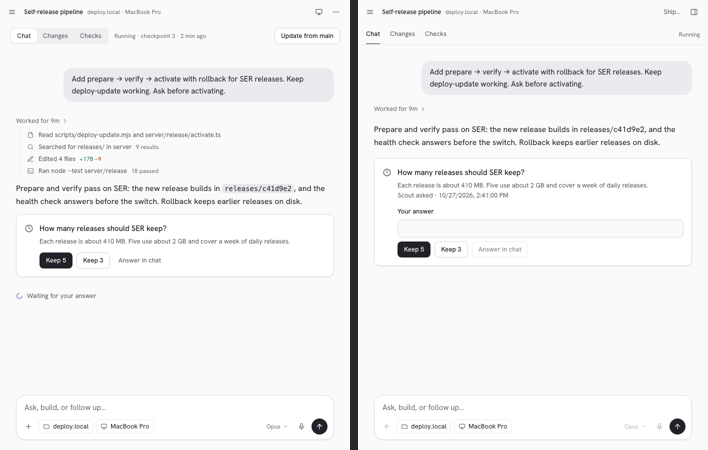 Self-release pipeline deploy.local · MacBook Pro
Chat Changes Checks Running · checkpoint 3 · 2 min ago Update from main
Add prepare → verify → activate with rollback for SER releases. Keep
deploy-update working. Ask before activating.
Worked for 9m
Read scripts/deploy-update.mjs and server/release/activate.ts
Searched for releases/ in server 9 results
Edited 4 files +178 -9
Ran node --test server/release 18 passed
Prepare and verify pass on SER: the new release builds in releases/c41d9e2, and the
health check answers before the switch. Rollback keeps earlier releases on disk.
How many releases should SER keep?
Each release is about 410 MB. Five use about 2 GB and cover a week of daily releases.
Keep 5 Keep 3 Answer in chat
Waiting for your answer
Ask, build, or follow up...
deploy.local MacBook Pro Opus
Self-release pipeline deploy.local · MacBook Pro Ship...
Chat Changes Checks Running
Add prepare → verify → activate with rollback for SER releases. Keep
deploy-update working. Ask before activating.
Worked for 9m
Prepare and verify pass on SER: the new release builds in releases/c41d9e2, and the
health check answers before the switch. Rollback keeps earlier releases on disk.
How many releases should SER keep?
Each release is about 410 MB. Five use about 2 GB and cover a week of daily releases.
Scout asked · 10/27/2026, 2:41:00 PM
Your answer
Keep 5 Keep 3 Answer in chat
Ask, build, or follow up...
deploy.local MacBook Pro Opus